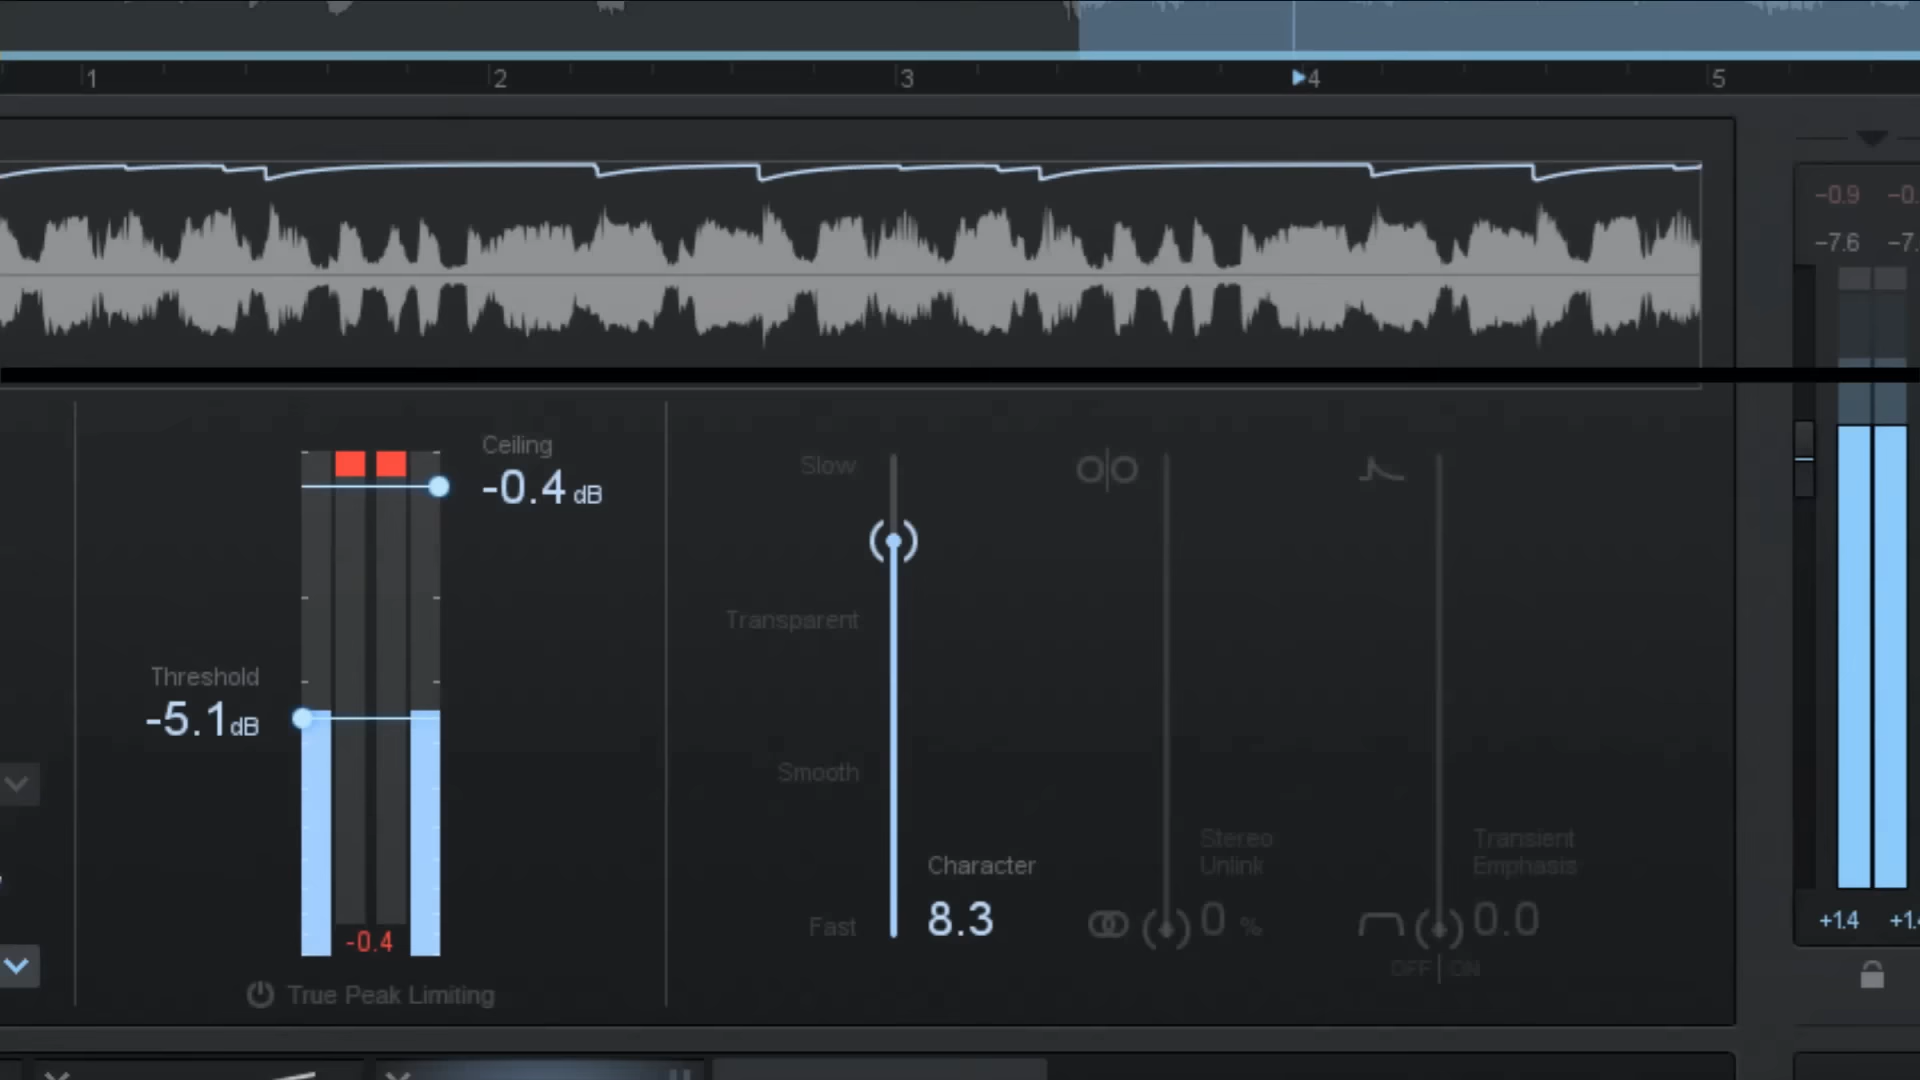 1
2
3
4
5
-0.9
-7.6
Ceiling
-0.4 dB
Threshold
-5.1 dB
-0.4
True Peak Limiting
Slow
Transparent
Smooth
Fast
Character
8.3
Stereo
Unlink
0 %
Transient
Emphasis
0.0
OFF | ON
+1.4